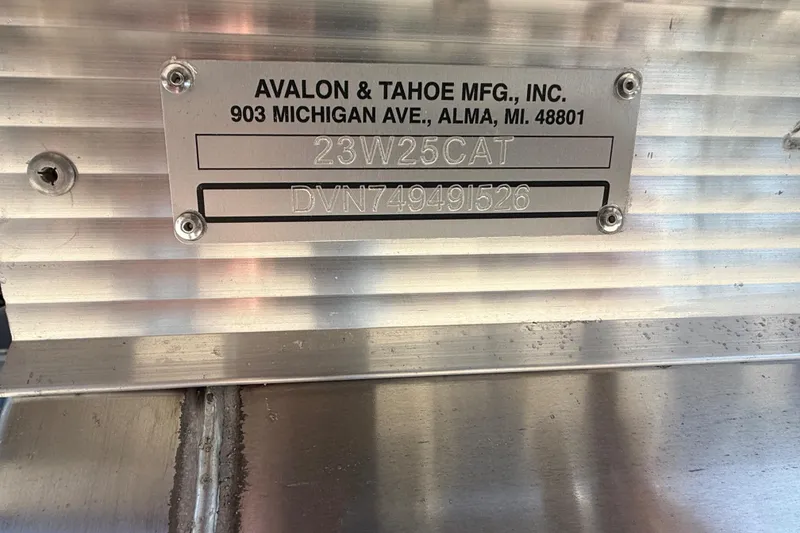 AVALON & TAHOE MFG., INC.
903 MICHIGAN AVE., ALMA, MI. 48801
23W25CAT
DVN74949I526